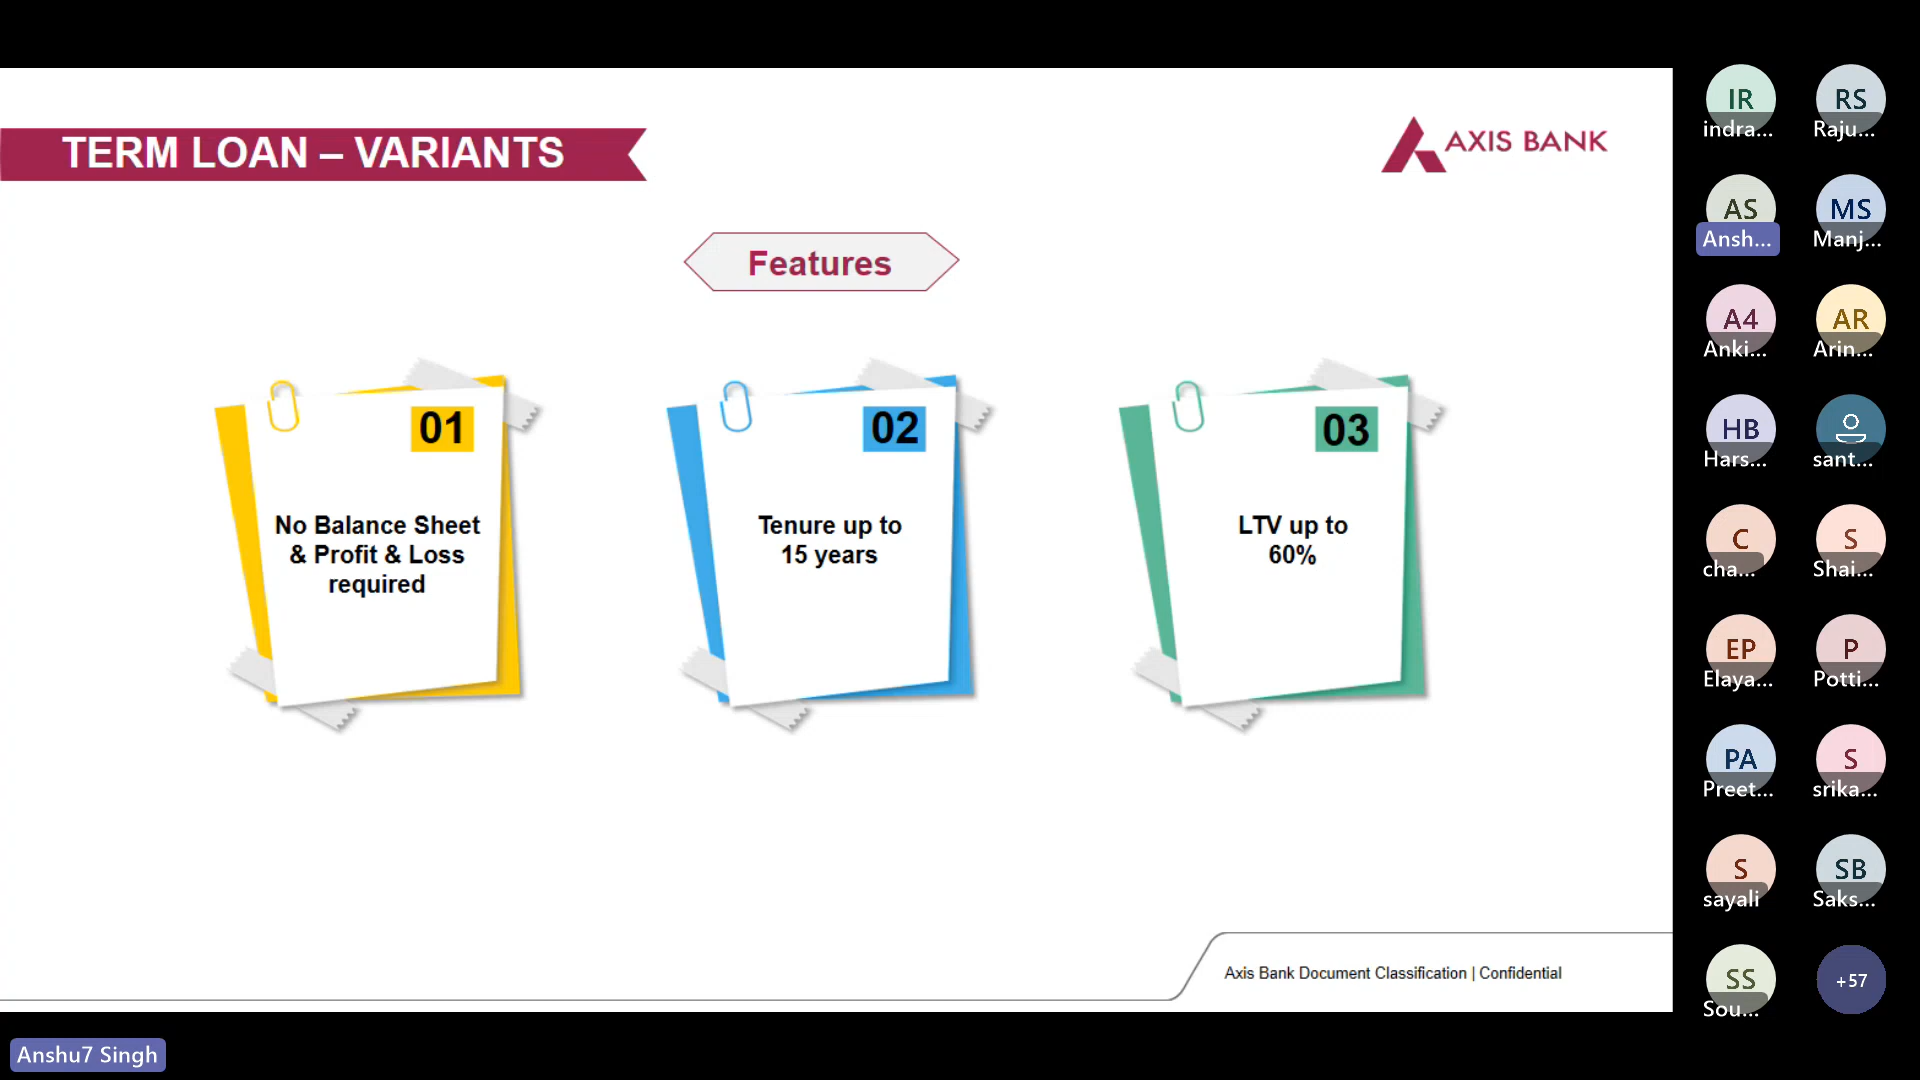 TERM LOAN – VARIANTS
AXIS BANK
Features
01
No Balance Sheet
& Profit & Loss
required
02
Tenure up to
15 years
03
LTV up to
60%
Axis Bank Document Classification | Confidential
Anshu7 Singh
IR
indra...
RS
Raju...
AS
Ansh...
MS
Manj...
A4
Anki...
AR
Arin...
HB
Hars...
sant...
C
cha...
S
Shai...
EP
Elaya...
P
Potti...
PA
Preet...
S
srika...
S
sayali
SB
Saks...
SS
Sou...
+57